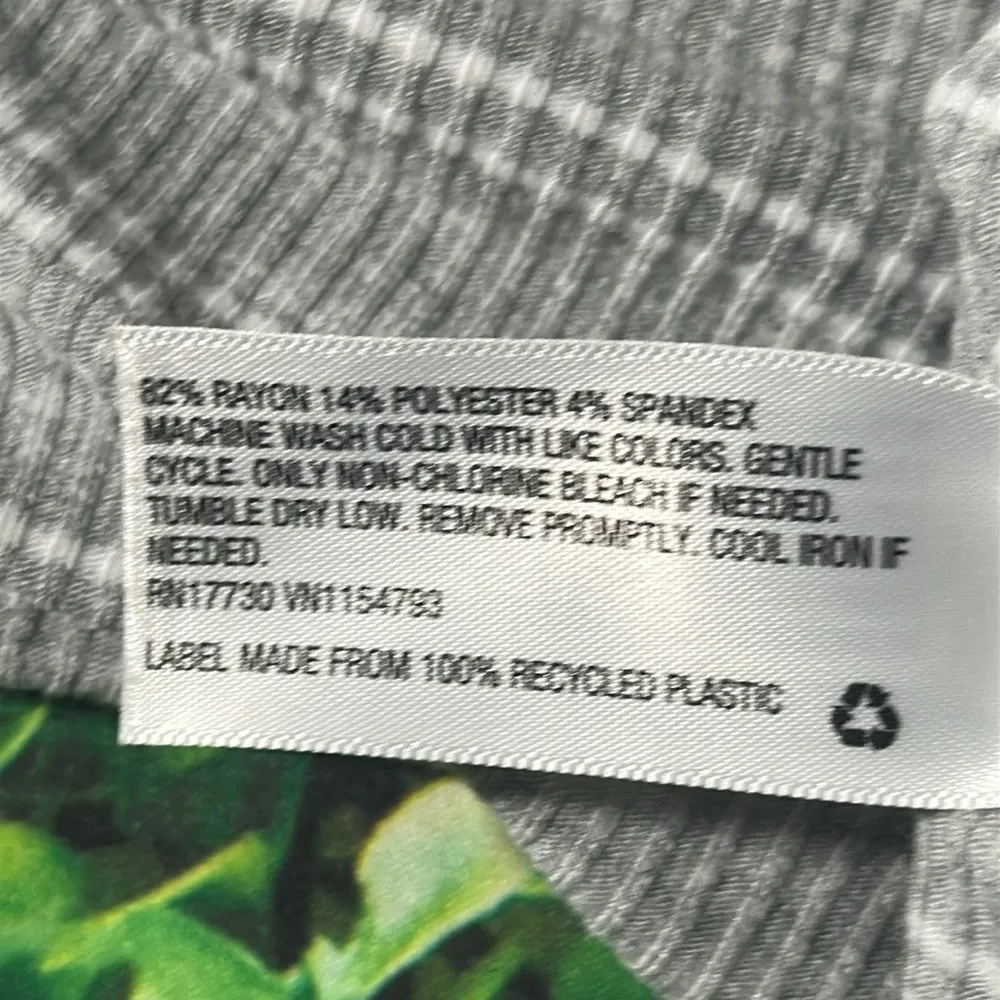 82% RAYON 14% POLYESTER 4% SPANDEX
MACHINE WASH COLD WITH LIKE COLORS. GENTLE
CYCLE. ONLY NON-CHLORINE BLEACH IF NEEDED.
TUMBLE DRY LOW. REMOVE PROMPTLY. COOL IRON IF
NEEDED.
RN17730 VN1154793
LABEL MADE FROM 100% RECYCLED PLASTIC